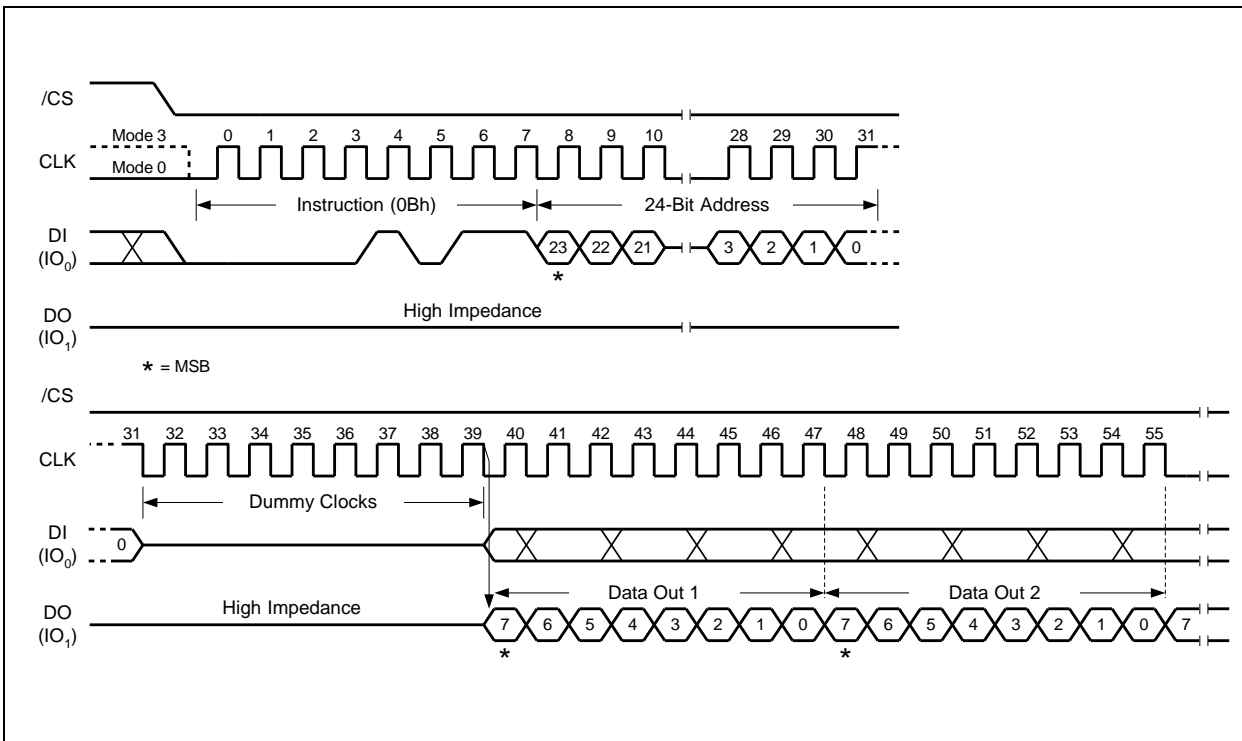 /CS
Mode 3 0 1 2 3 4 5 6 7 8 9 10 28 29 30 31
CLK Mode 0
Instruction (0Bh) 24-Bit Address
DI 23 22 21 3 2 1 0
(IO0)
*
High Impedance
DO
(IO1)
* = MSB
/CS
31 32 33 34 35 36 37 38 39 40 41 42 43 44 45 46 47 48 49 50 51 52 53 54 55
CLK
Dummy Clocks
DI 0
(IO0)
Data Out 1 Data Out 2
High Impedance
DO 7 6 5 4 3 2 1 0 7 6 5 4 3 2 1 0 7
(IO1)
* *